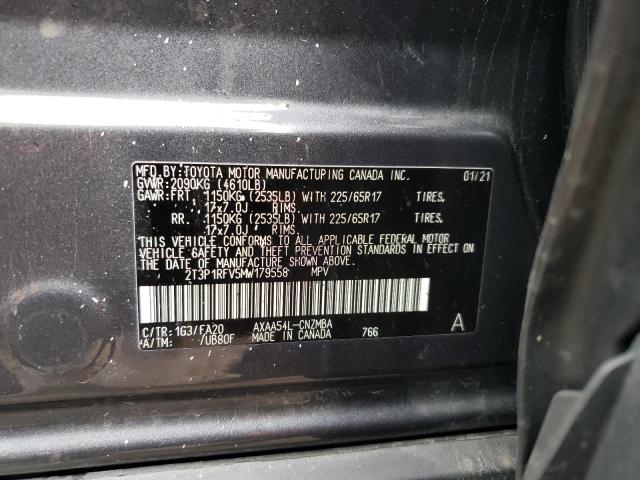 MFD. BY: TOYOTA MOTOR MANUFACTUPING CANADA INC. 01/21
GVWR: 2090KG (4610LB)
GAWR: FRT. 1150KG (2535LB) WITH 225/65R17 TIRES.
17x7.0J RIMS.
RR. 1150KG (2535LB) WITH 225/65R17 TIRES.
17x7.0J RIMS.
THIS VEHICLE CONFORMS TO ALL APPLICABLE FEDERAL MOTOR
VEHICLE SAFETY AND THEFT PREVENTION STANDARDS IN EFFECT ON
THE DATE OF MANUFACTURE SHOWN ABOVE.
2T3P1RFV5MW179558 MPV
C/TR: 1G3/FA20 AXAA54L-CNZMBA 766 A
A/TM: /UB80F MADE IN CANADA